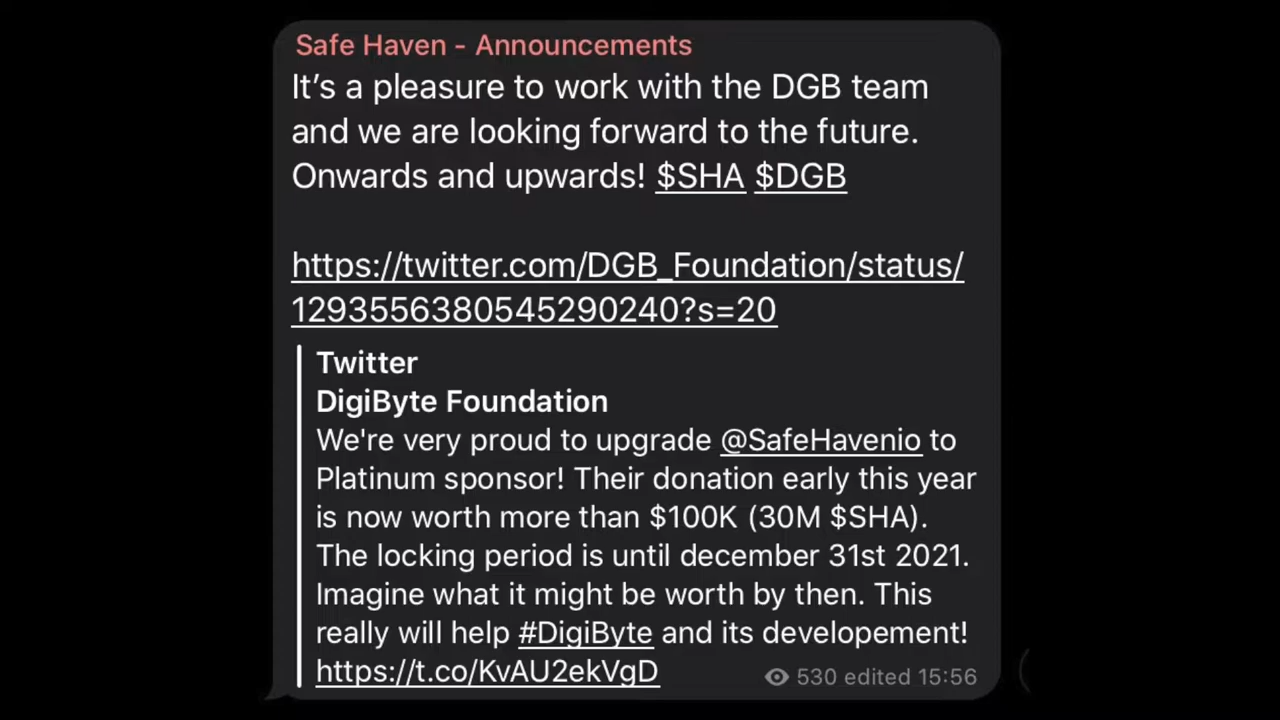 Safe Haven - Announcements
It’s a pleasure to work with the DGB team
and we are looking forward to the future.
Onwards and upwards! $SHA $DGB
https://twitter.com/DGB_Foundation/status/
1293556380545290240?s=20
Twitter
DigiByte Foundation
We're very proud to upgrade @SafeHavenio to
Platinum sponsor! Their donation early this year
is now worth more than $100K (30M $SHA).
The locking period is until december 31st 2021.
Imagine what it might be worth by then. This
really will help #DigiByte and its developement!
https://t.co/KvAU2ekVgD
530 edited 15:56